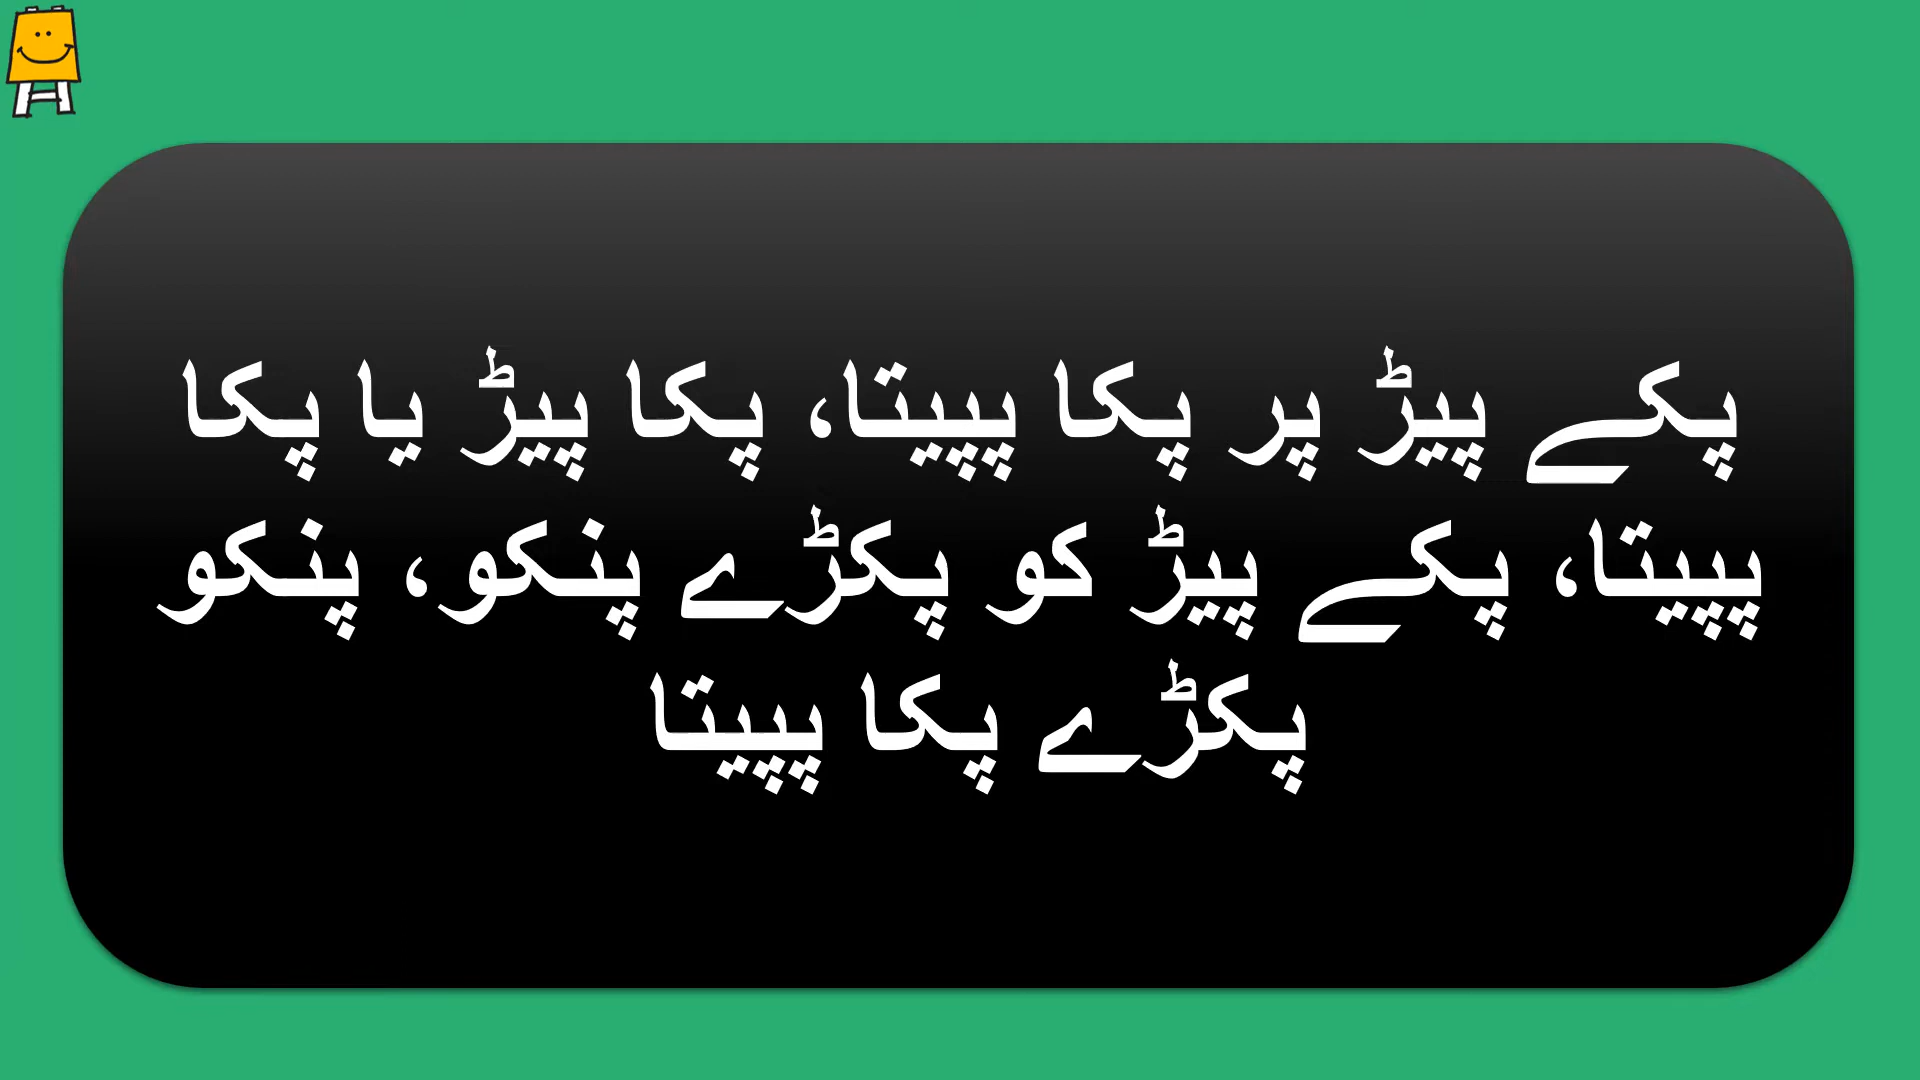 پکے پیڑ پر پکا پپیتا، پکا پیڑ یا پکا
پپیتا، پکے پیڑ کو پکڑے پنکو، پنکو
پکڑے پکا پپیتا